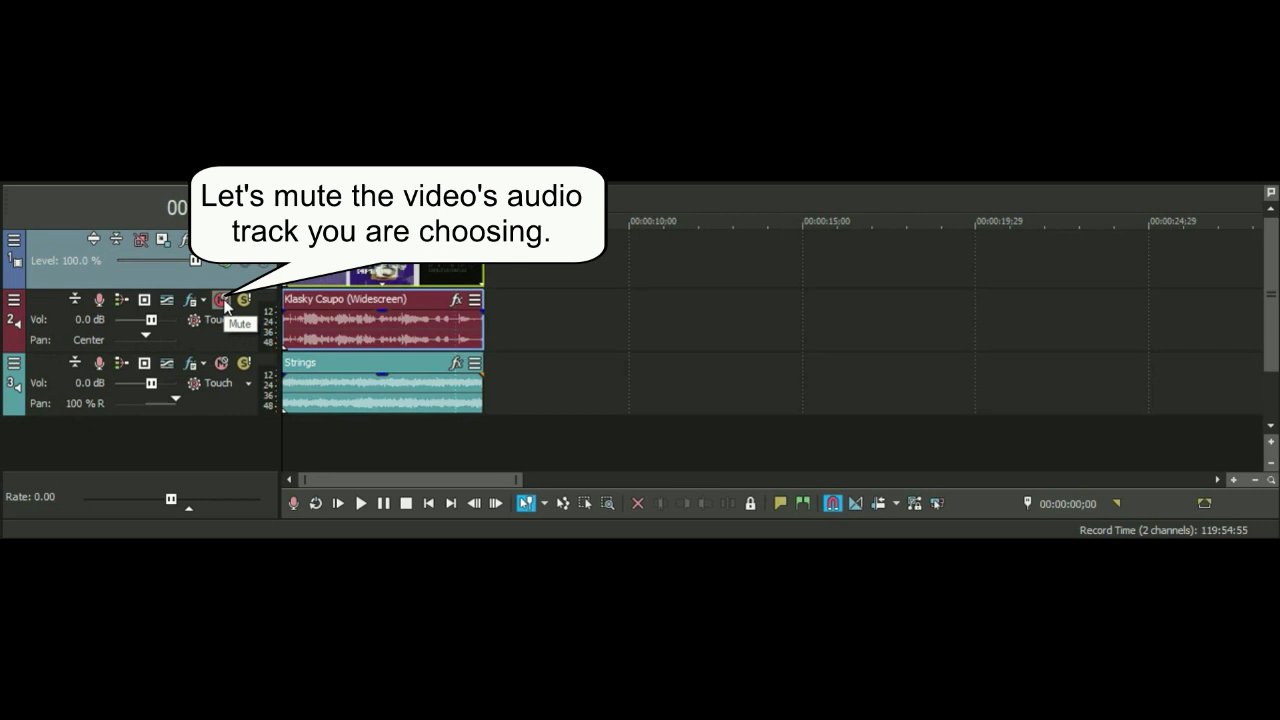 Let's mute the video's audio
track you are choosing.
00
00:00:10;00
00:00:15;00
00:00:19;29
00:00:24;29
1
Level: 100.0 %
2
Vol: 0.0 dB
Mute
Pan: Center
12
24
36
48
Klasky Csupo (Widescreen)
fx
3
Vol: 0.0 dB
Touch
Pan: 100 % R
12
24
36
48
Strings
fx
Rate: 0.00
00:00:00;00
Record Time (2 channels): 119:54:55